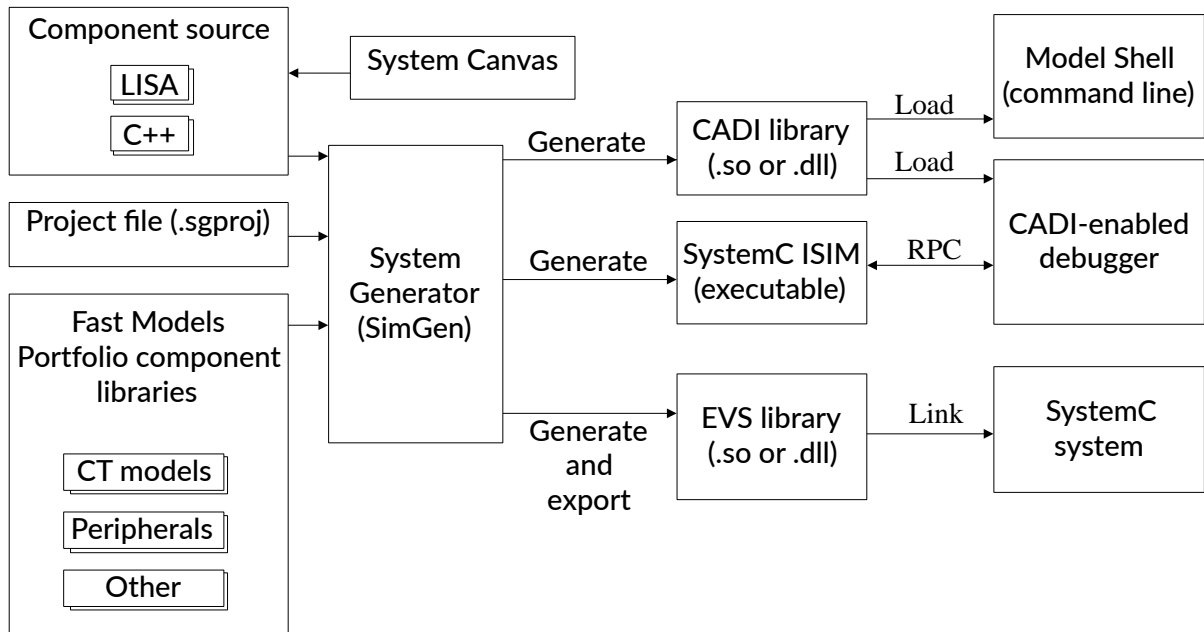 Component source
LISA
C++
System Canvas
Project file (.sgproj)
Fast Models
Portfolio component
libraries
CT models
Peripherals
Other
System
Generator
(SimGen)
Generate
Generate
Generate
and
export
CADI library
(.so or .dll)
SystemC ISIM
(executable)
EVS library
(.so or .dll)
Load
Load
RPC
Link
Model Shell
(command line)
CADI-enabled
debugger
SystemC
system